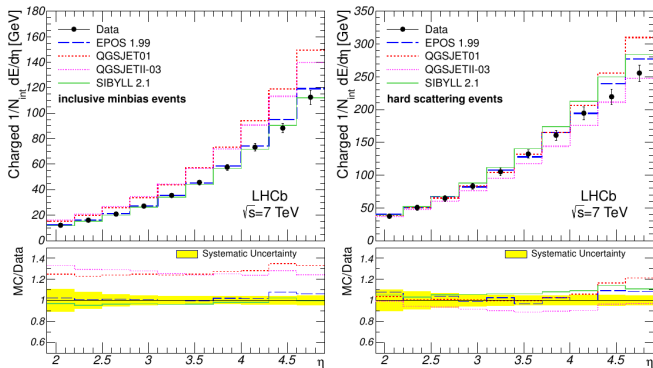 Charged 1/N_int dE/dη [GeV]
180
160
140
120
100
80
60
40
20
0
Data
EPOS 1.99
QGSJET01
QGSJETII-03
SIBYLL 2.1
inclusive minbias events
LHCb
√s=7 TeV
MC/Data
1.4
1.2
1
0.8
0.6
Systematic Uncertainty
2 2.5 3 3.5 4 4.5 η
Charged 1/N_int dE/dη [GeV]
350
300
250
200
150
100
50
0
Data
EPOS 1.99
QGSJET01
QGSJETII-03
SIBYLL 2.1
hard scattering events
LHCb
√s=7 TeV
MC/Data
1.4
1.2
1
0.8
0.6
Systematic Uncertainty
2 2.5 3 3.5 4 4.5 η